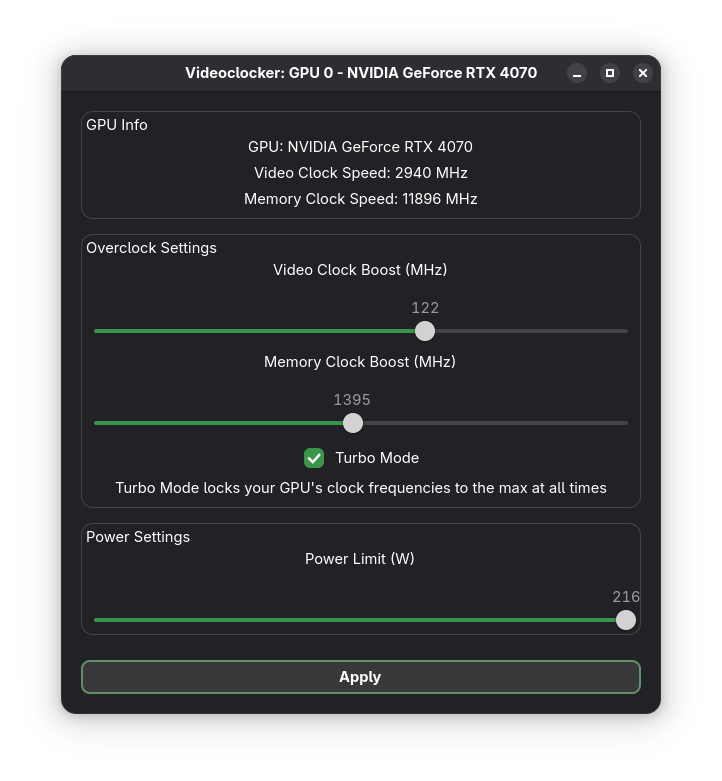 Videoclocker: GPU 0 - NVIDIA GeForce RTX 4070
GPU Info
GPU: NVIDIA GeForce RTX 4070
Video Clock Speed: 2940 MHz
Memory Clock Speed: 11896 MHz
Overclock Settings
Video Clock Boost (MHz)
122
Memory Clock Boost (MHz)
1395
Turbo Mode
Turbo Mode locks your GPU's clock frequencies to the max at all times
Power Settings
Power Limit (W)
216
Apply